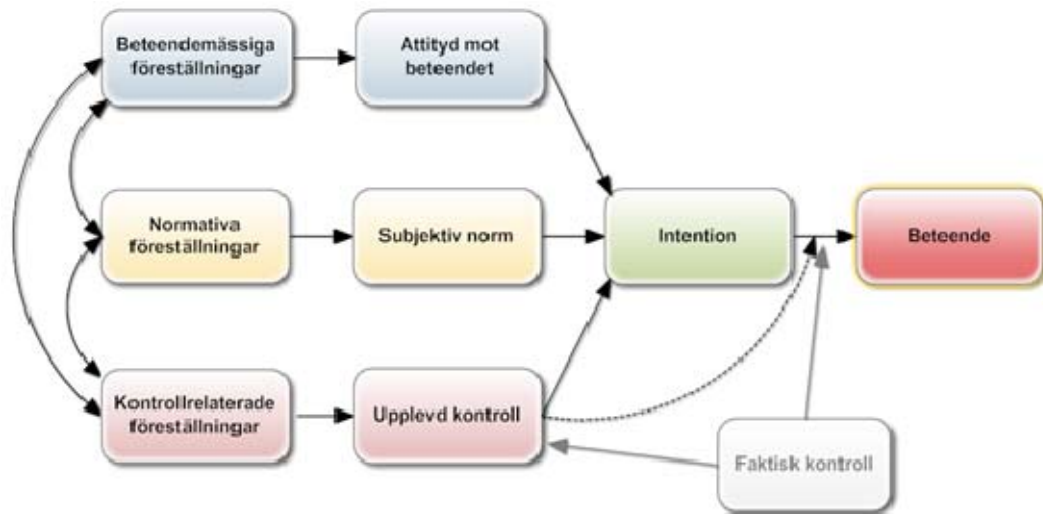 Beteendemässiga
föreställningar
Attityd mot
beteendet
Normativa
föreställningar
Subjektiv norm
Intention
Beteende
Kontrollrelaterade
föreställningar
Upplevd kontroll
Faktisk kontroll